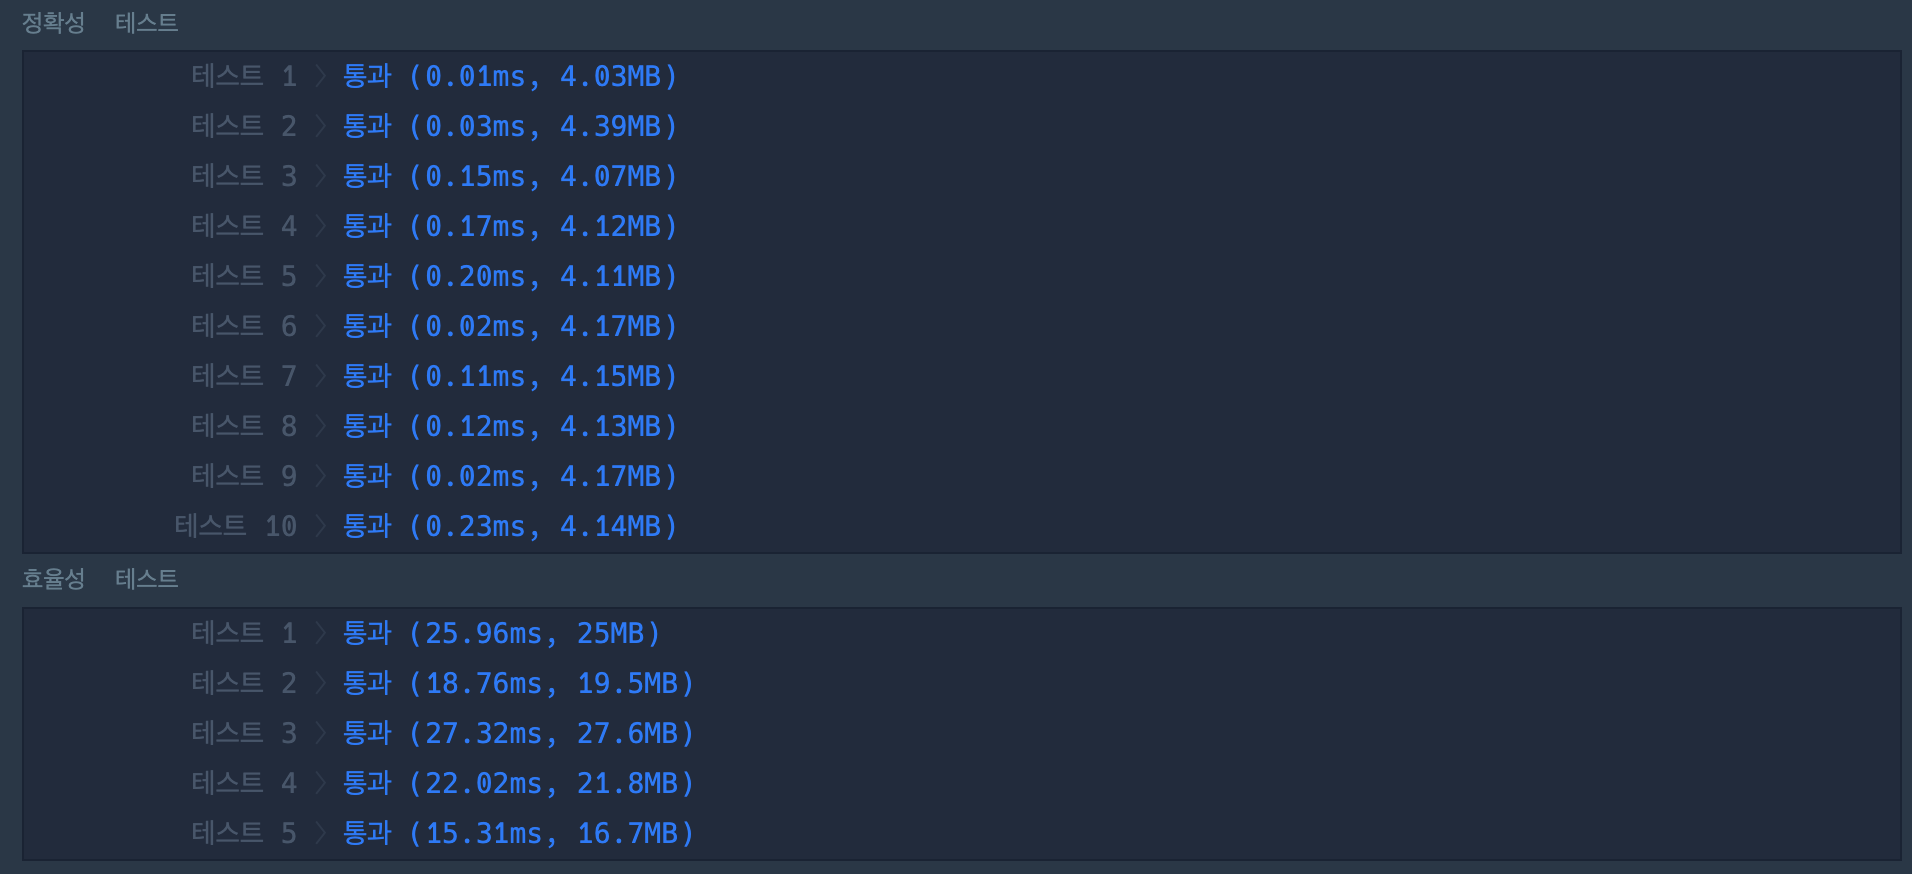 정확성 테스트
테스트 1 〉 통과 (0.01ms, 4.03MB)
테스트 2 〉 통과 (0.03ms, 4.39MB)
테스트 3 〉 통과 (0.15ms, 4.07MB)
테스트 4 〉 통과 (0.17ms, 4.12MB)
테스트 5 〉 통과 (0.20ms, 4.11MB)
테스트 6 〉 통과 (0.02ms, 4.17MB)
테스트 7 〉 통과 (0.11ms, 4.15MB)
테스트 8 〉 통과 (0.12ms, 4.13MB)
테스트 9 〉 통과 (0.02ms, 4.17MB)
테스트 10 〉 통과 (0.23ms, 4.14MB)
효율성 테스트
테스트 1 〉 통과 (25.96ms, 25MB)
테스트 2 〉 통과 (18.76ms, 19.5MB)
테스트 3 〉 통과 (27.32ms, 27.6MB)
테스트 4 〉 통과 (22.02ms, 21.8MB)
테스트 5 〉 통과 (15.31ms, 16.7MB)